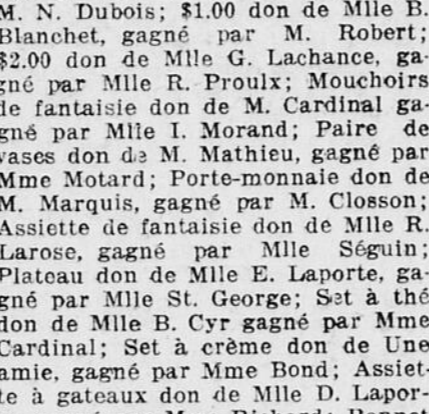 M. N. Dubois; $1.00 don de Mlle B.
Blanchet, gagné par M. Robert;
$2.00 don de Mlle G. Lachance, ga-
gné par Mlle R. Proulx; Mouchoirs
de fantaisie don de M. Cardinal ga-
gné par Mlle I. Morand; Paire de
vases don de M. Mathieu, gagné par
Mme Motard; Porte-monnaie don de
M. Marquis, gagné par M. Closson;
Assiette de fantaisie don de Mlle R.
Larose, gagné par Mlle Séguin;
Plateau don de Mlle E. Laporte, ga-
gné par Mlle St. George; Set à thé
don de Mlle B. Cyr gagné par Mme
Cardinal; Set à crème don de Une
amie, gagné par Mme Bond; Assiet-
te à gateaux don de Mlle D. Lapor-